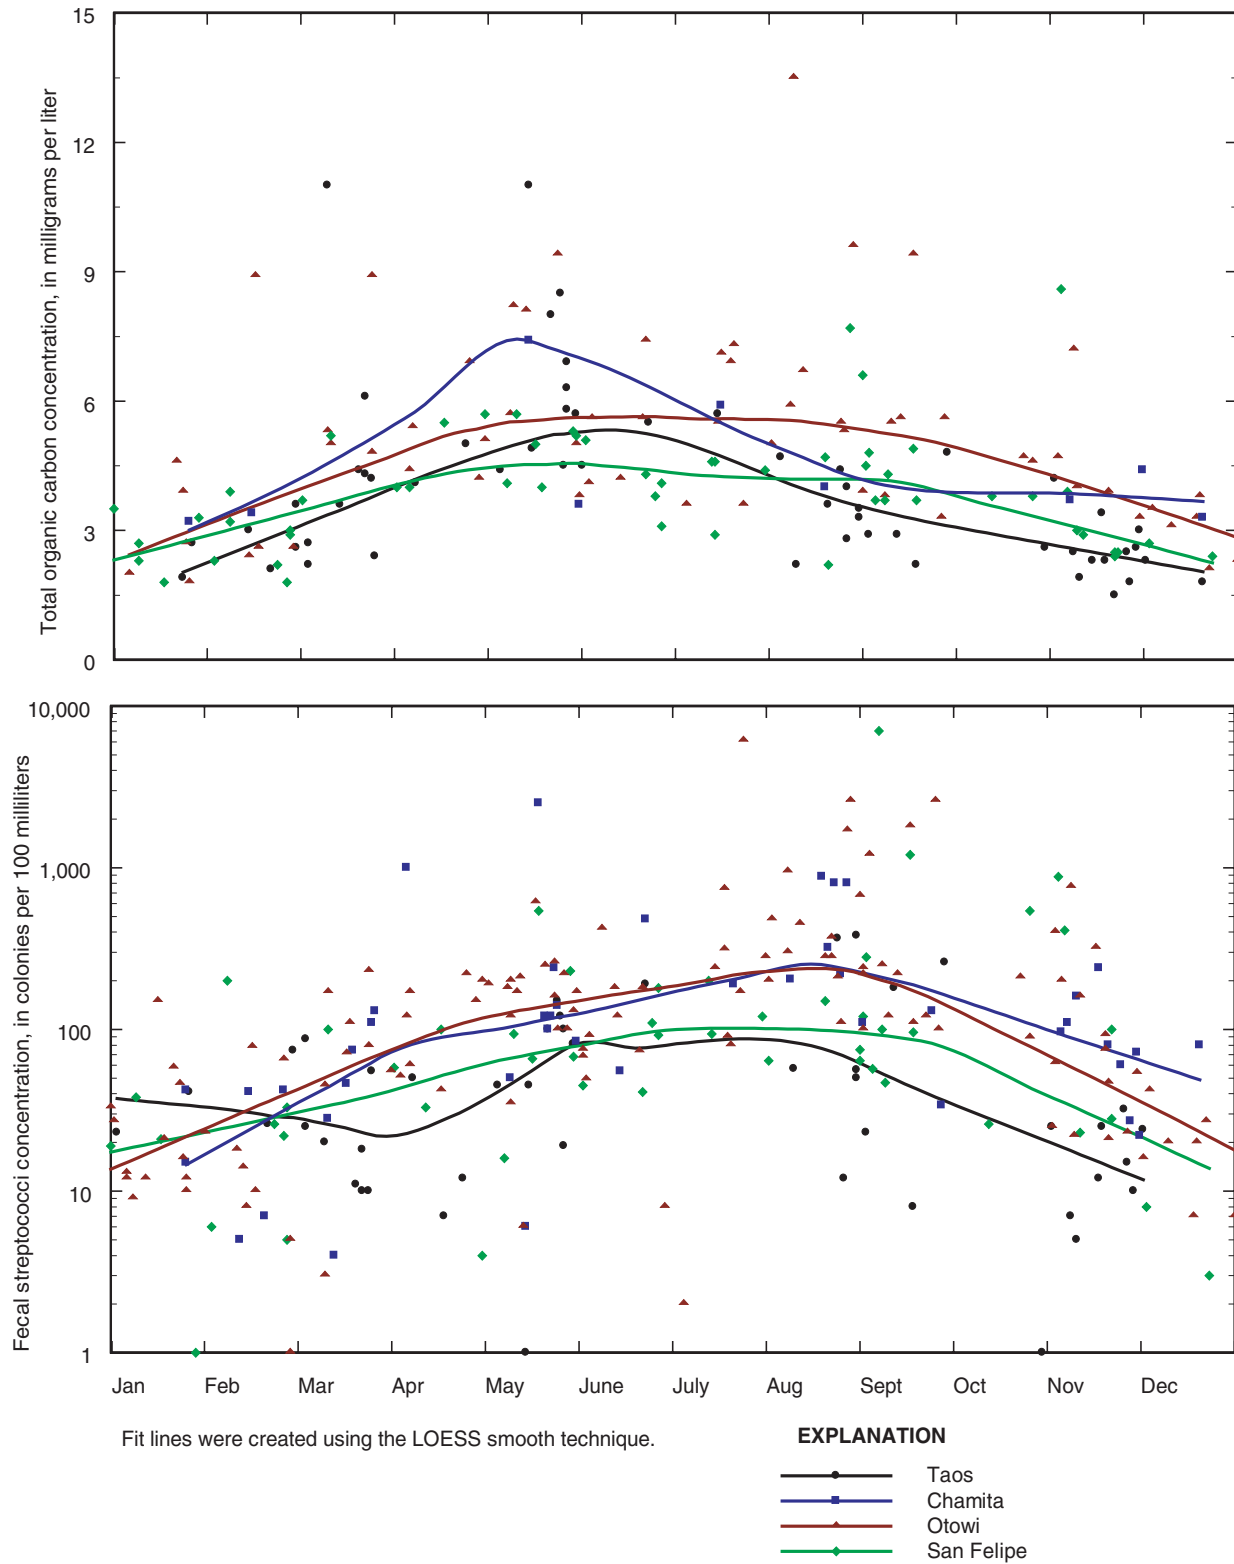 15
12
9
6
3
0
Total organic carbon concentration, in milligrams per liter
10,000
1,000
100
10
1
Fecal streptococci concentration, in colonies per 100 milliliters
Jan Feb Mar Apr May June July Aug Sept Oct Nov Dec
Fit lines were created using the LOESS smooth technique.
EXPLANATION
Taos
Chamita
Otowi
San Felipe